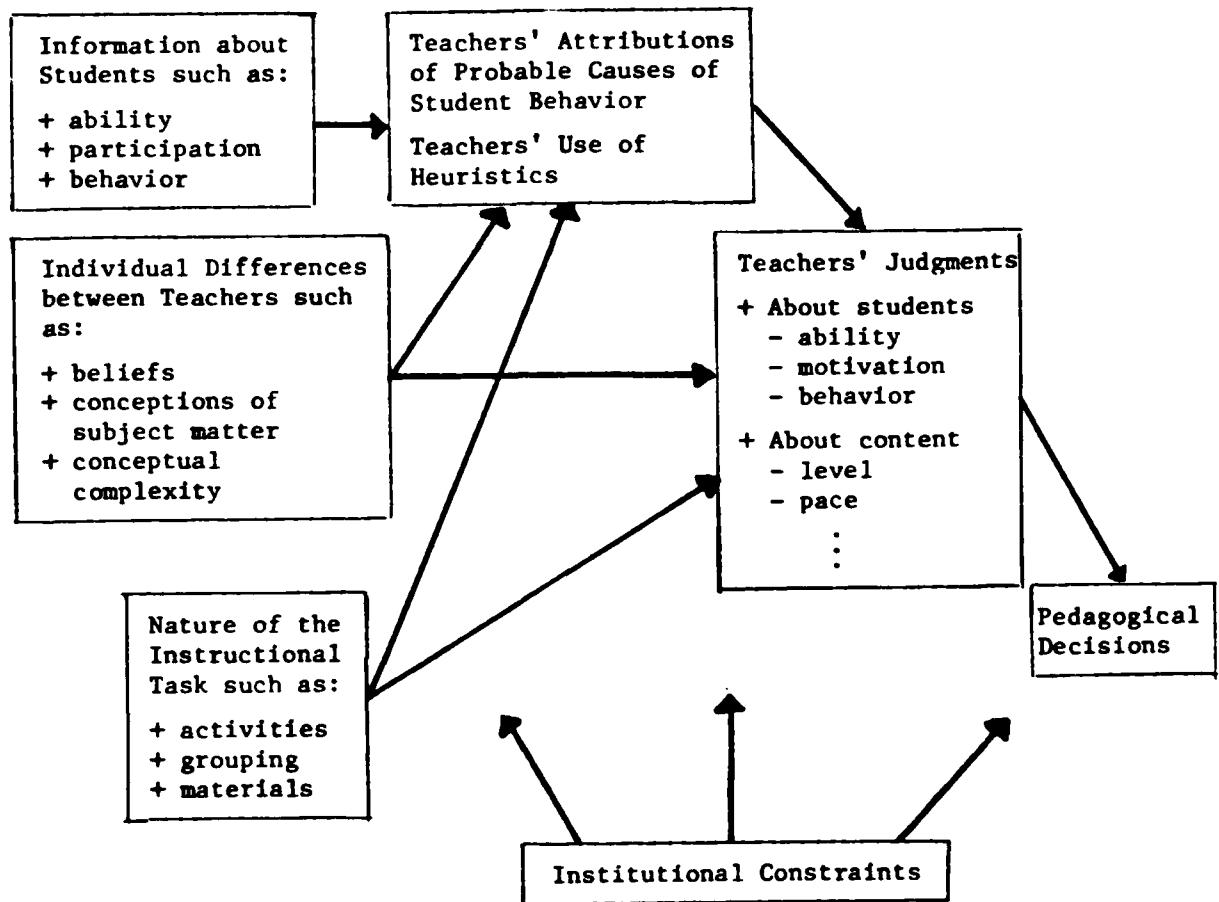 Information about
Students such as:
+ ability
+ participation
+ behavior
Teachers' Attributions
of Probable Causes of
Student Behavior
Teachers' Use of
Heuristics
Individual Differences
between Teachers such
as:
+ beliefs
+ conceptions of
subject matter
+ conceptual
complexity
Teachers' Judgments
+ About students
- ability
- motivation
- behavior
+ About content
- level
- pace
.
.
.
Nature of the
Instructional
Task such as:
+ activities
+ grouping
+ materials
Pedagogical
Decisions
Institutional Constraints